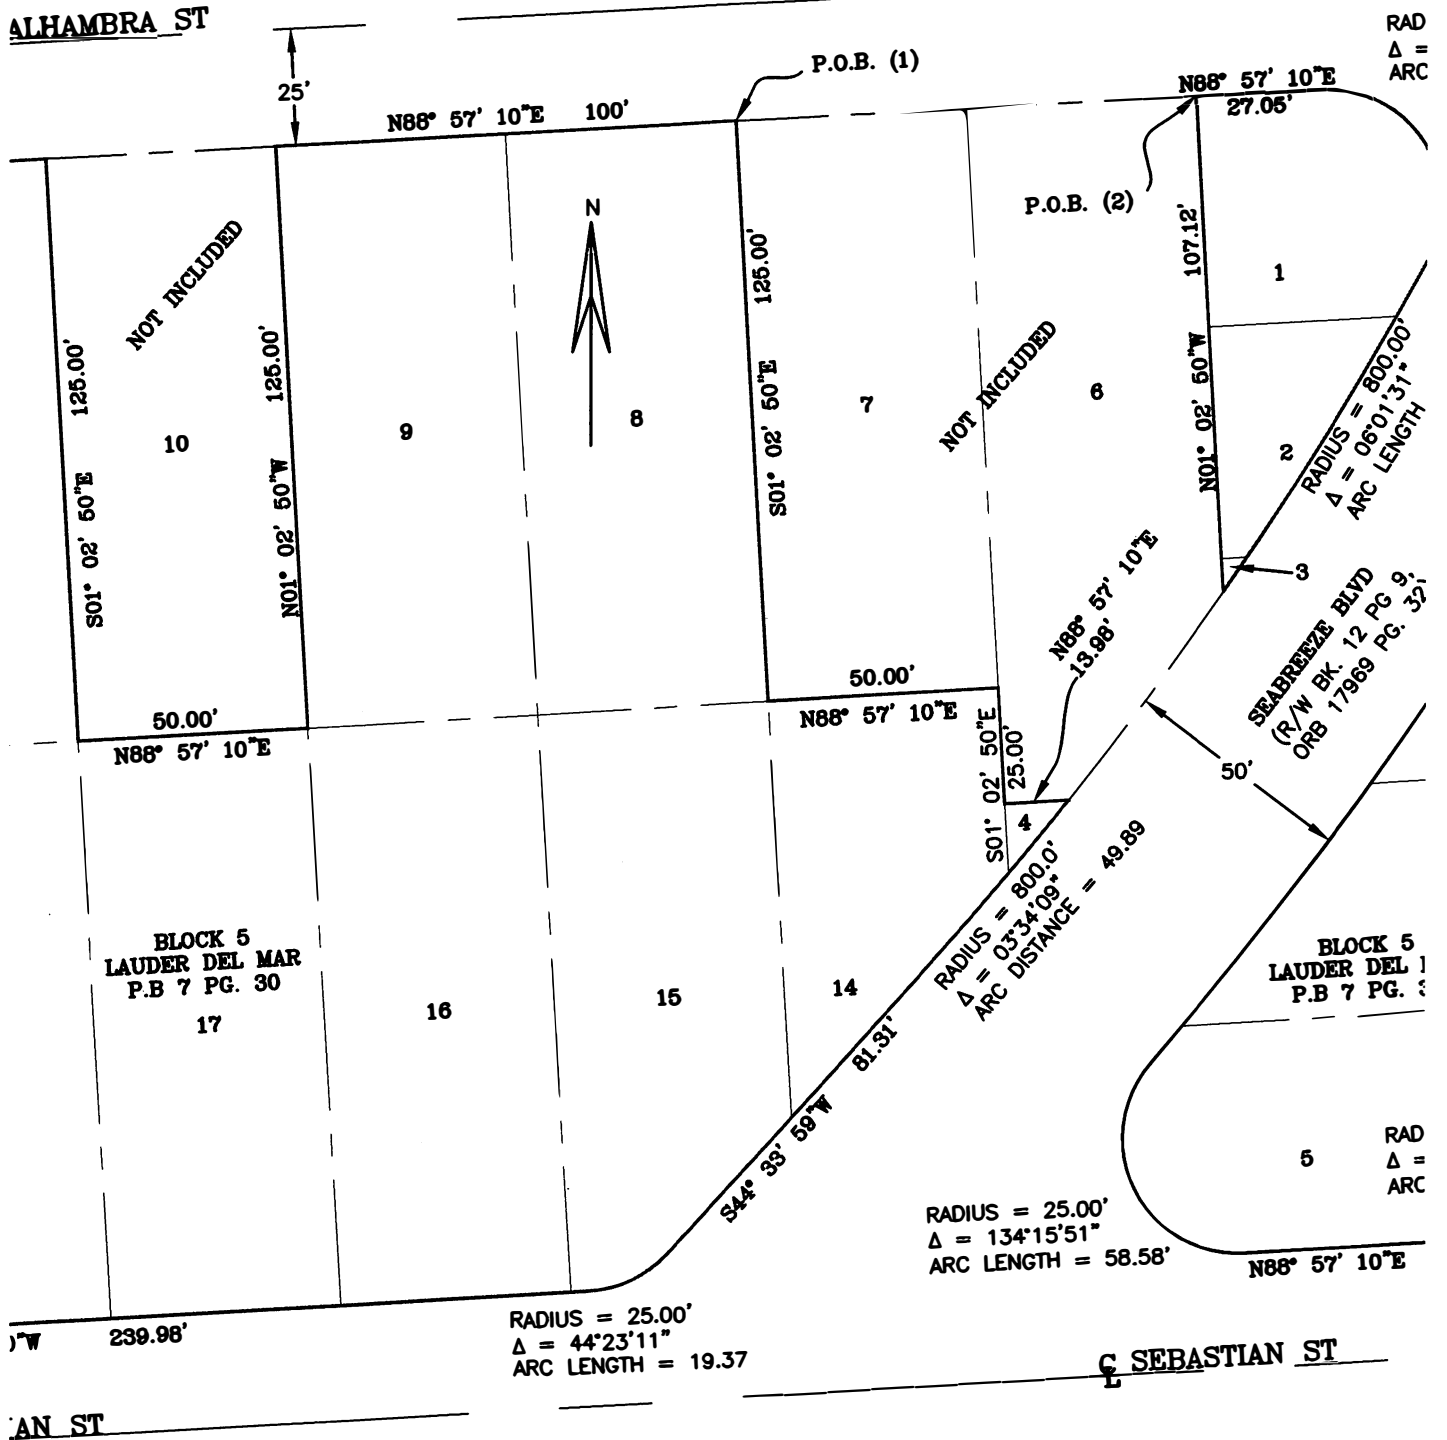 ALHAMBRA ST
25'
N88° 57' 10"E 100'
P.O.B. (1)
N88° 57' 10"E
27.05'
RAD
Δ =
ARC
P.O.B. (2)
N
NOT INCLUDED
125.00'
S01° 02' 50"E
10
125.00'
N01° 02' 50"W
9
8
125.00'
S01° 02' 50"E
7
NOT INCLUDED
6
107.12'
N01° 02' 50"W
1
2
3
RADIUS = 800.00'
Δ = 06°01'31"
ARC LENGTH
N88° 57' 10"E
13.98'
SEABREEZE BLVD
(R/W BK. 12 PG 9,
ORB 17969 PG. 32
50'
50.00'
N88° 57' 10"E
50.00'
N88° 57' 10"E
S01° 02' 50"E
25.00'
4
RADIUS = 800.0'
Δ = 03°34'09"
ARC DISTANCE = 49.89
BLOCK 5
LAUDER DEL MAR
P.B 7 PG. 30
17
16
15
14
81.31'
S44° 33' 59"W
BLOCK 5
LAUDER DEL
P.B 7 PG.
5
RAD
Δ =
ARC
RADIUS = 25.00'
Δ = 134°15'51"
ARC LENGTH = 58.58'
N88° 57' 10"E
"W 239.98'
RADIUS = 25.00'
Δ = 44°23'11"
ARC LENGTH = 19.37
CL SEBASTIAN ST
IAN ST